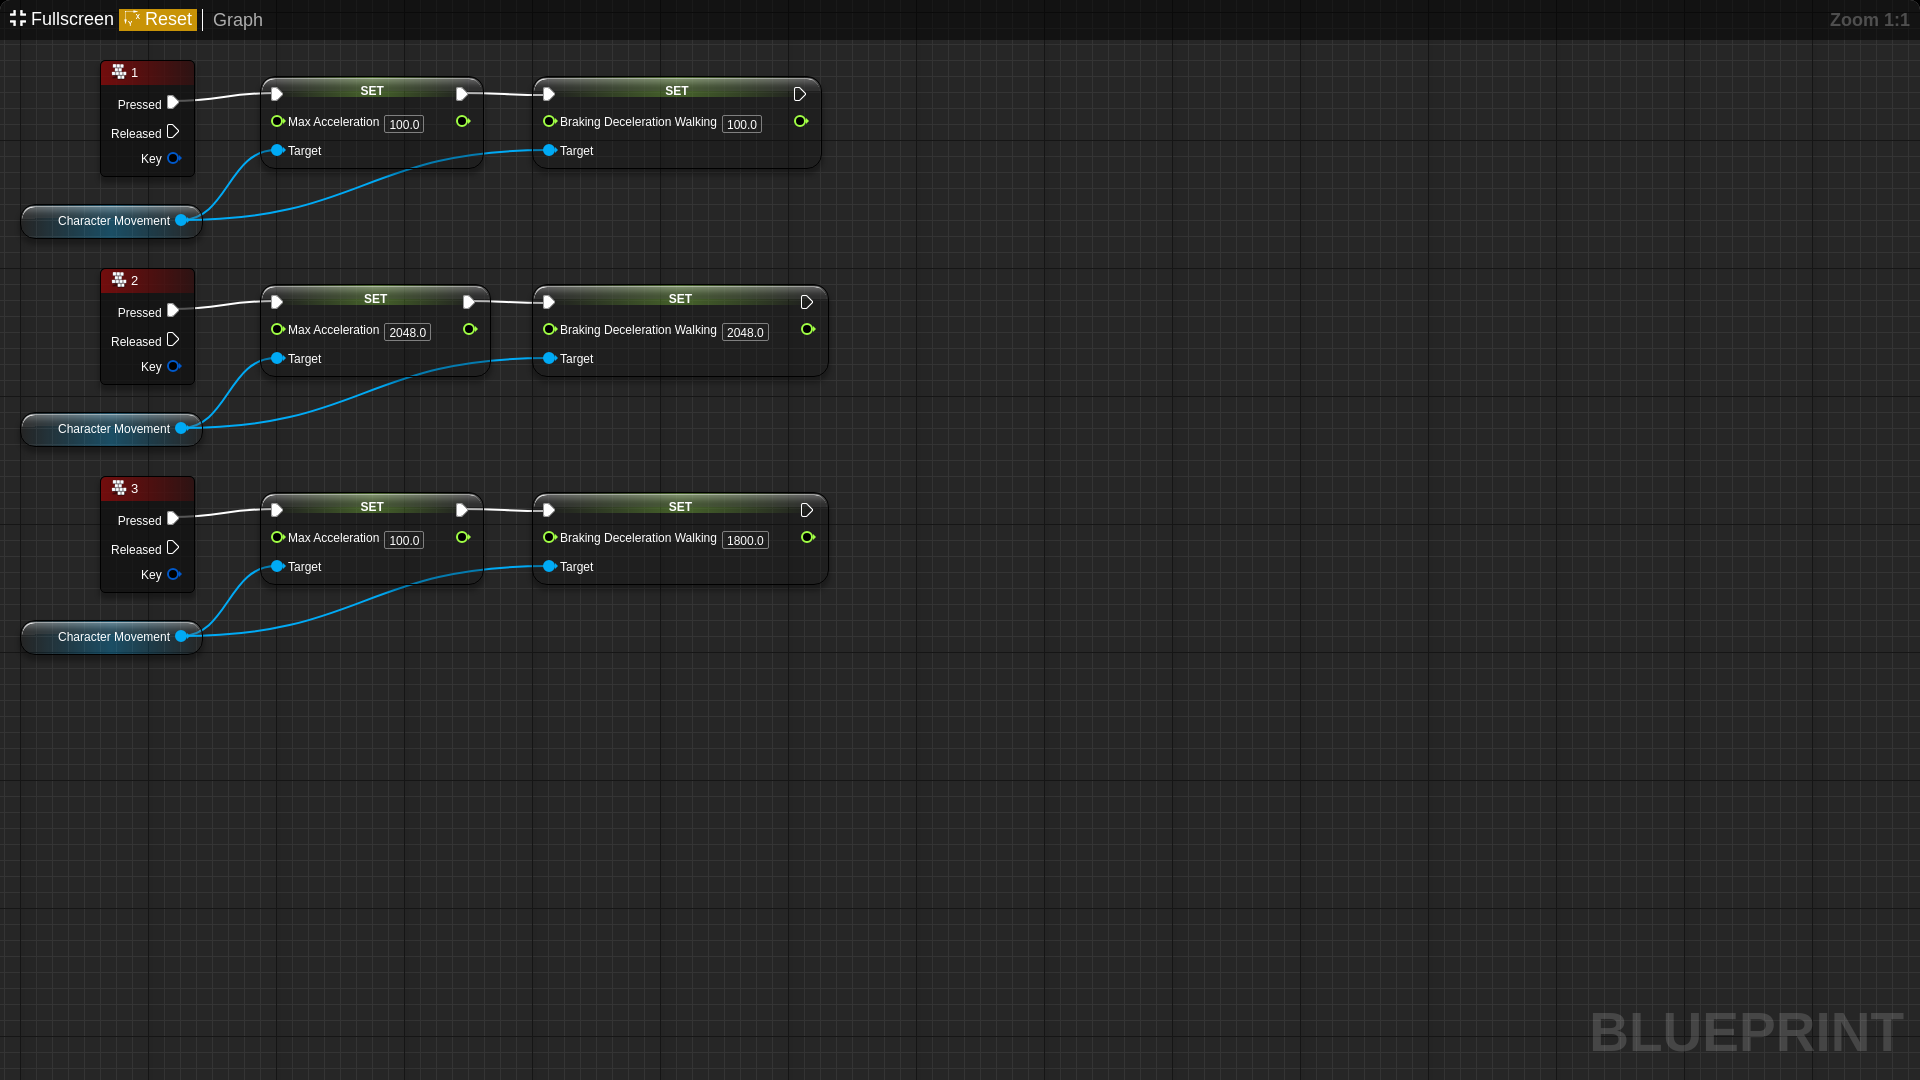 Fullscreen Reset Graph Zoom 1:1
1
SET
SET
Pressed
Max Acceleration 100.0
Braking Deceleration Walking 100.0
Released
Target
Target
Key
Character Movement
2
SET
SET
Pressed
Max Acceleration 2048.0
Braking Deceleration Walking 2048.0
Released
Target
Target
Key
Character Movement
3
SET
SET
Pressed
Max Acceleration 100.0
Braking Deceleration Walking 1800.0
Released
Target
Target
Key
Character Movement
BLUEPRINT